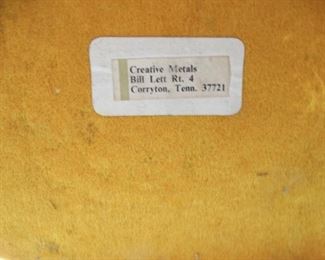 Creative Metals
Bill Lett Rt. 4
Corryton, Tenn. 37721